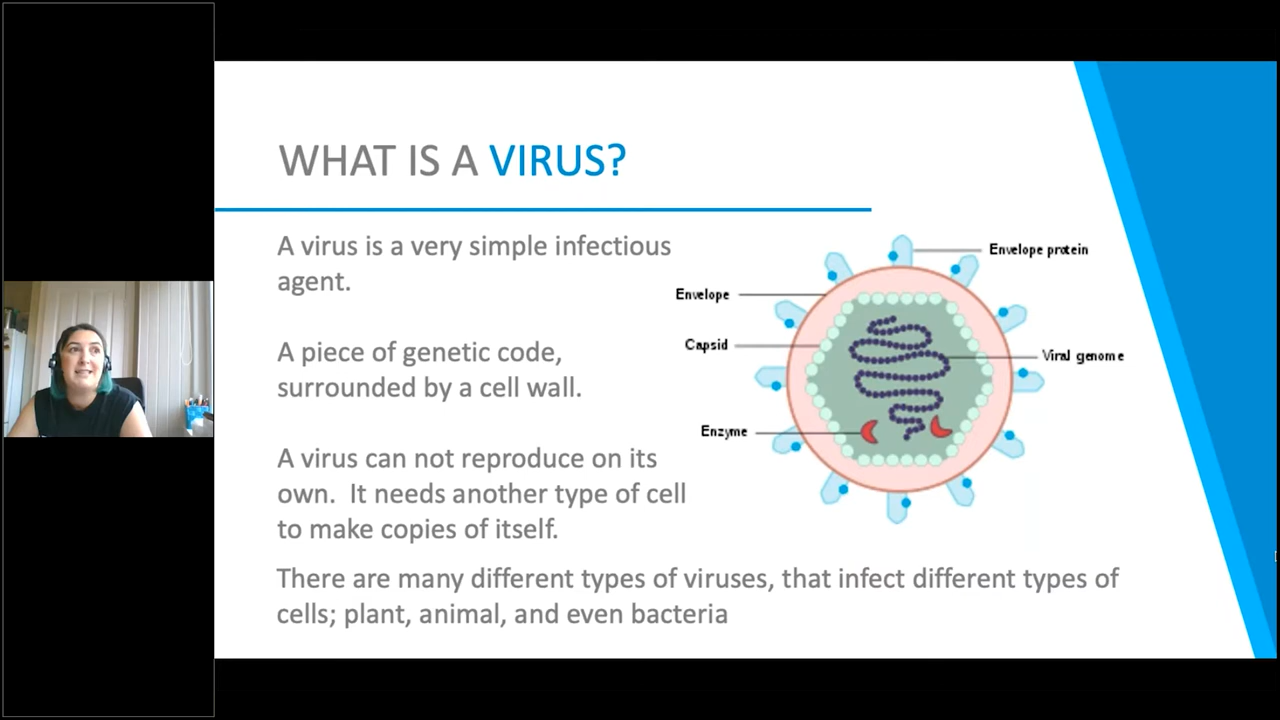 WHAT IS A VIRUS?
A virus is a very simple infectious
agent.
A piece of genetic code,
surrounded by a cell wall.
A virus can not reproduce on its
own. It needs another type of cell
to make copies of itself.
There are many different types of viruses, that infect different types of
cells; plant, animal, and even bacteria
Envelope protein
Envelope
Capsid
Viral genome
Enzyme